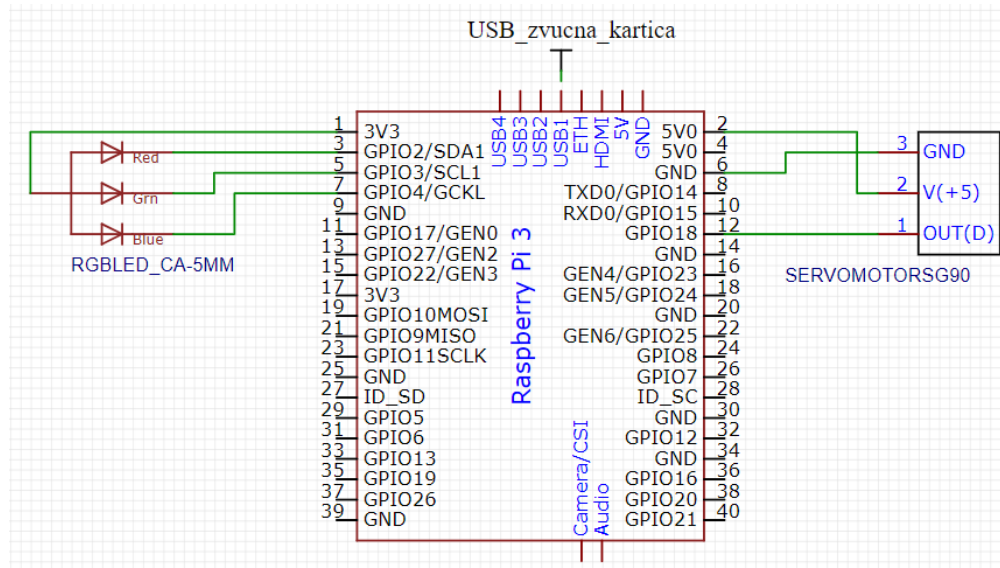 USB_zvucna_kartica
USB4 USB3 USB2 USB1 ETH HDMI 5V GND
1 3V3 5V0 2
3 GPIO2/SDA1 5V0 4
5 GPIO3/SCL1 GND 6
7 GPIO4/GCKL TXD0/GPIO14 8
9 GND RXD0/GPIO15 10
11 GPIO17/GEN0 GPIO18 12
13 GPIO27/GEN2 GND 14
15 GPIO22/GEN3 GEN4/GPIO23 16
17 3V3 GEN5/GPIO24 18
19 GPIO10MOSI GND 20
21 GPIO9MISO GEN6/GPIO25 22
23 GPIO11SCLK GPIO8 24
25 GND GPIO7 26
27 ID_SD ID_SC 28
29 GPIO5 GND 30
31 GPIO6 GPIO12 32
33 GPIO13 GND 34
35 GPIO19 GPIO16 36
37 GPIO26 GPIO20 38
39 GND GPIO21 40
Raspberry Pi 3
Camera/CSI
Audio
Red
Grn
Blue
RGBLED_CA-5MM
3 GND
2 V(+5)
1 OUT(D)
SERVOMOTORSG90